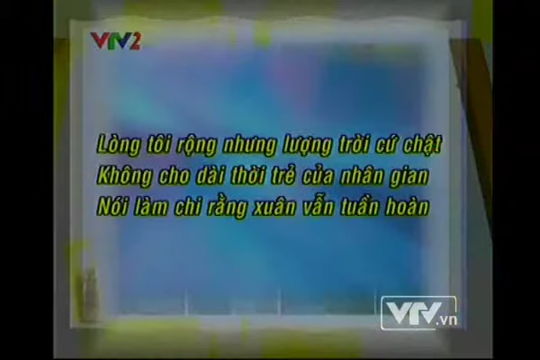 VTV2
Lòng tôi rộng nhưng lượng trời cứ chật
Không cho dài thời trẻ của nhân gian
Nói làm chi rằng xuân vẫn tuần hoàn
VTV.vn